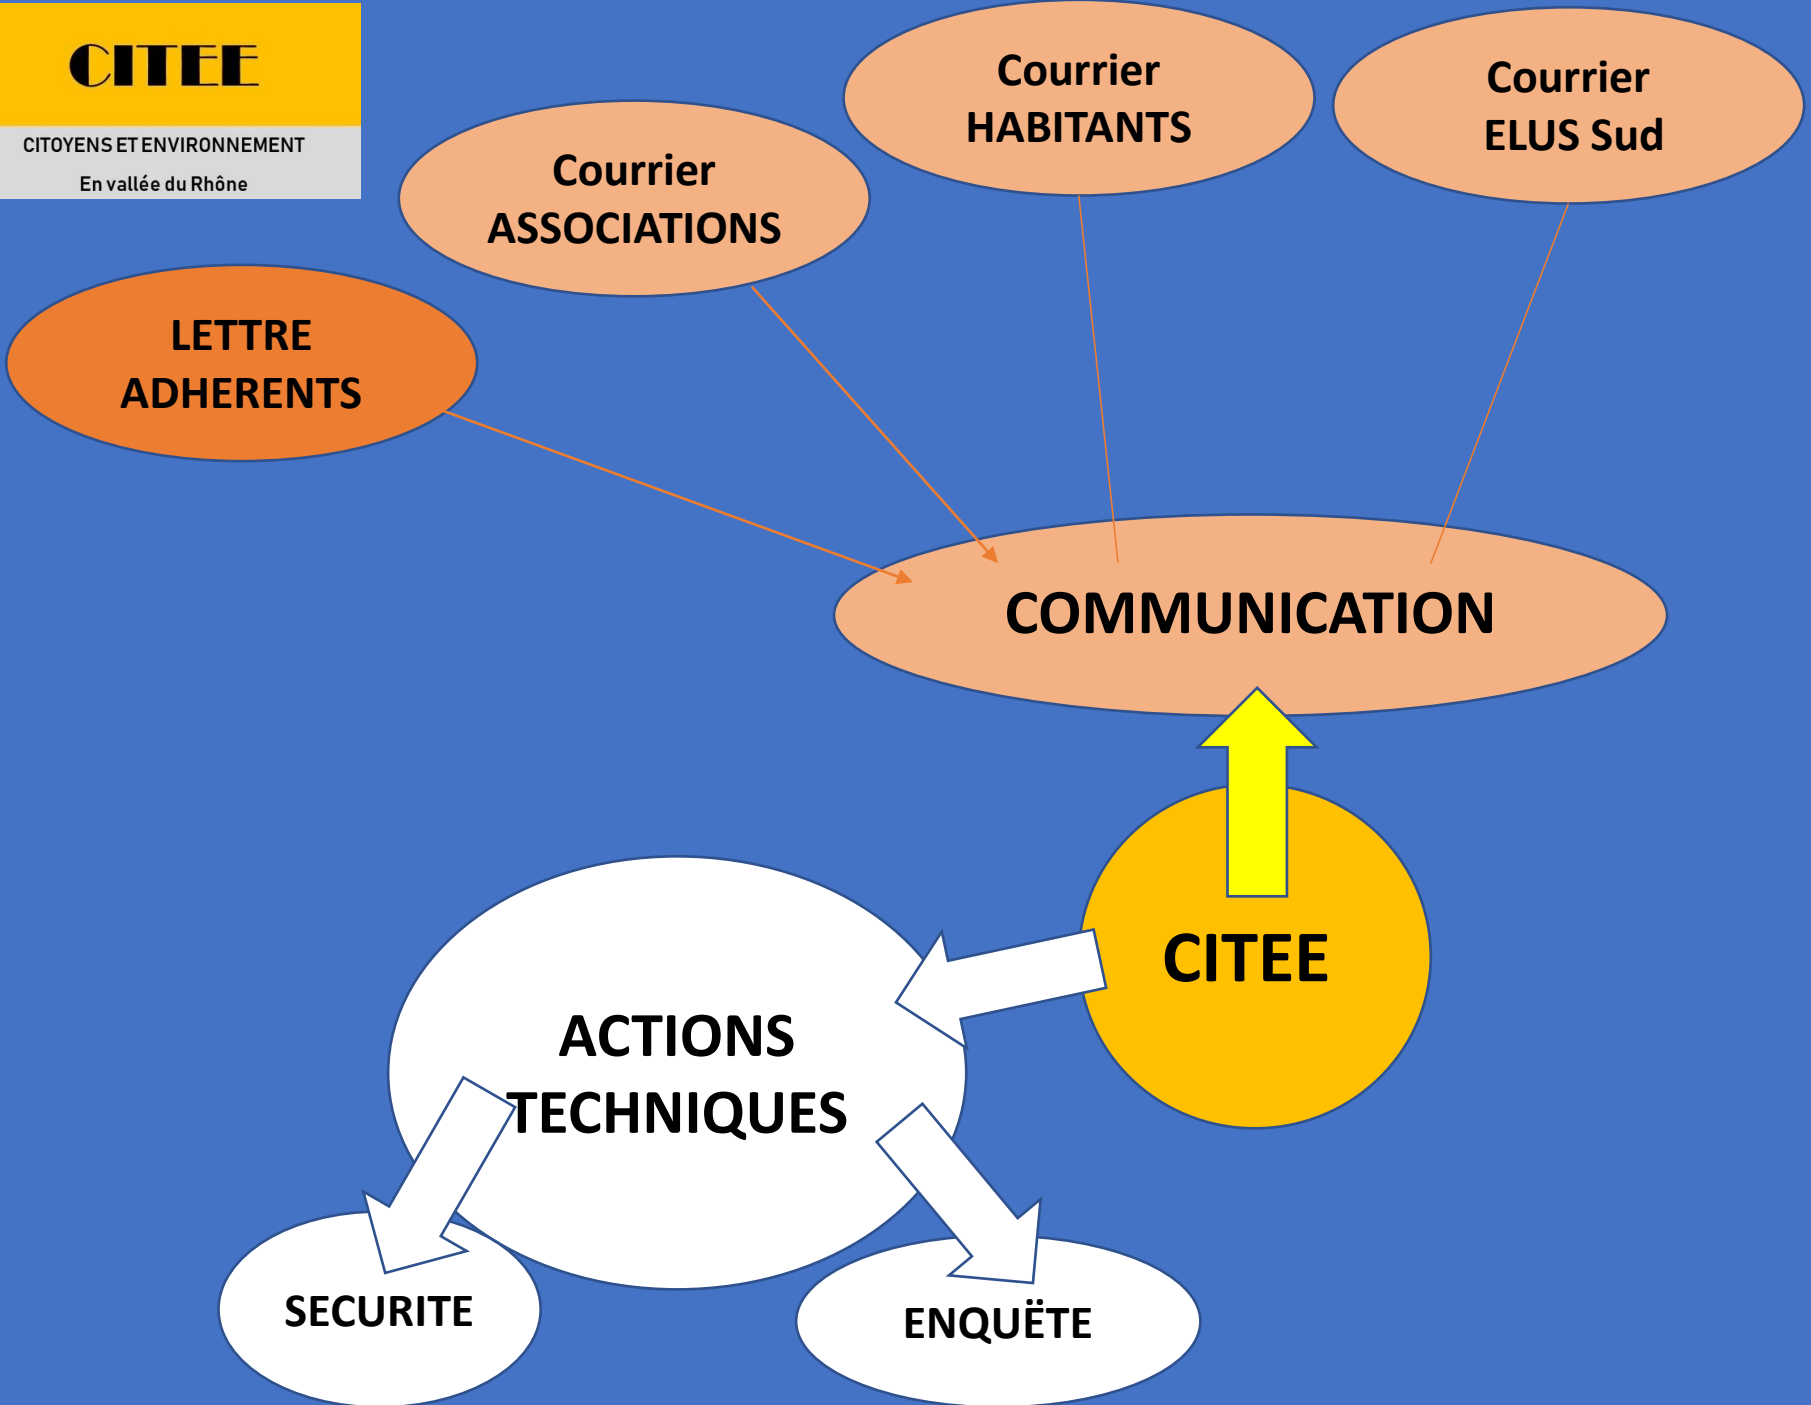 CITEE
CITOYENS ET ENVIRONNEMENT
En vallée du Rhône
Courrier
HABITANTS
Courrier
ELUS Sud
Courrier
ASSOCIATIONS
LETTRE
ADHERENTS
COMMUNICATION
CITEE
ACTIONS
TECHNIQUES
SECURITE
ENQUËTE